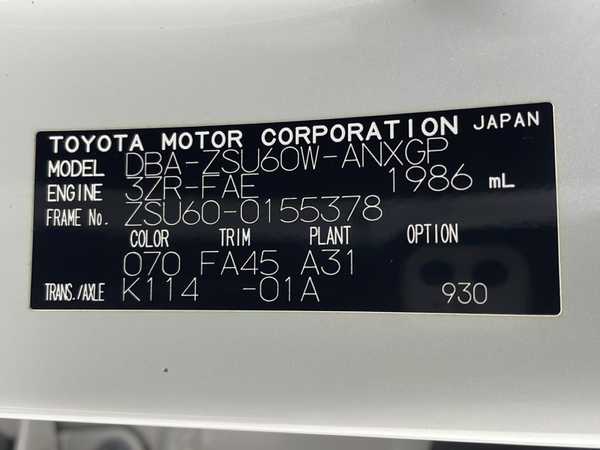 TOYOTA MOTOR CORPORATION JAPAN
MODEL DBA-ZSU60W-ANXGP
ENGINE 3ZR-FAE 1986 mL
FRAME No. ZSU60-0155378
COLOR TRIM PLANT OPTION
070 FA45 A31
TRANS./AXLE K114 -01A 930